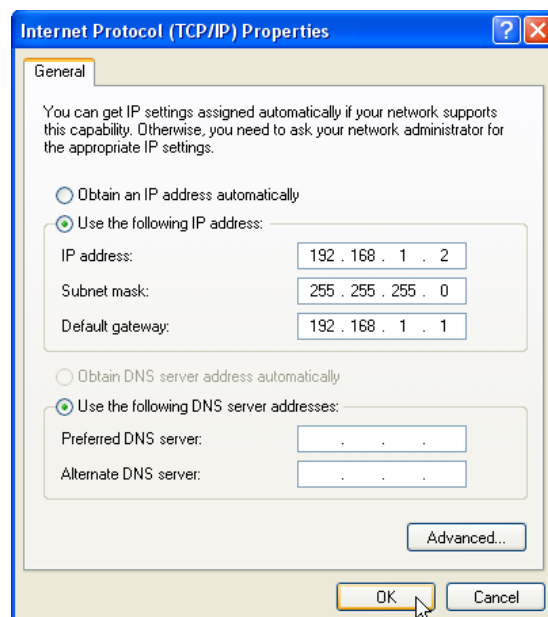 Internet Protocol (TCP/IP) Properties
General
You can get IP settings assigned automatically if your network supports
this capability. Otherwise, you need to ask your network administrator for
the appropriate IP settings.
Obtain an IP address automatically
Use the following IP address:
IP address: 192 . 168 . 1 . 2
Subnet mask: 255 . 255 . 255 . 0
Default gateway: 192 . 168 . 1 . 1
Obtain DNS server address automatically
Use the following DNS server addresses:
Preferred DNS server: . . .
Alternate DNS server: . . .
Advanced...
OK Cancel